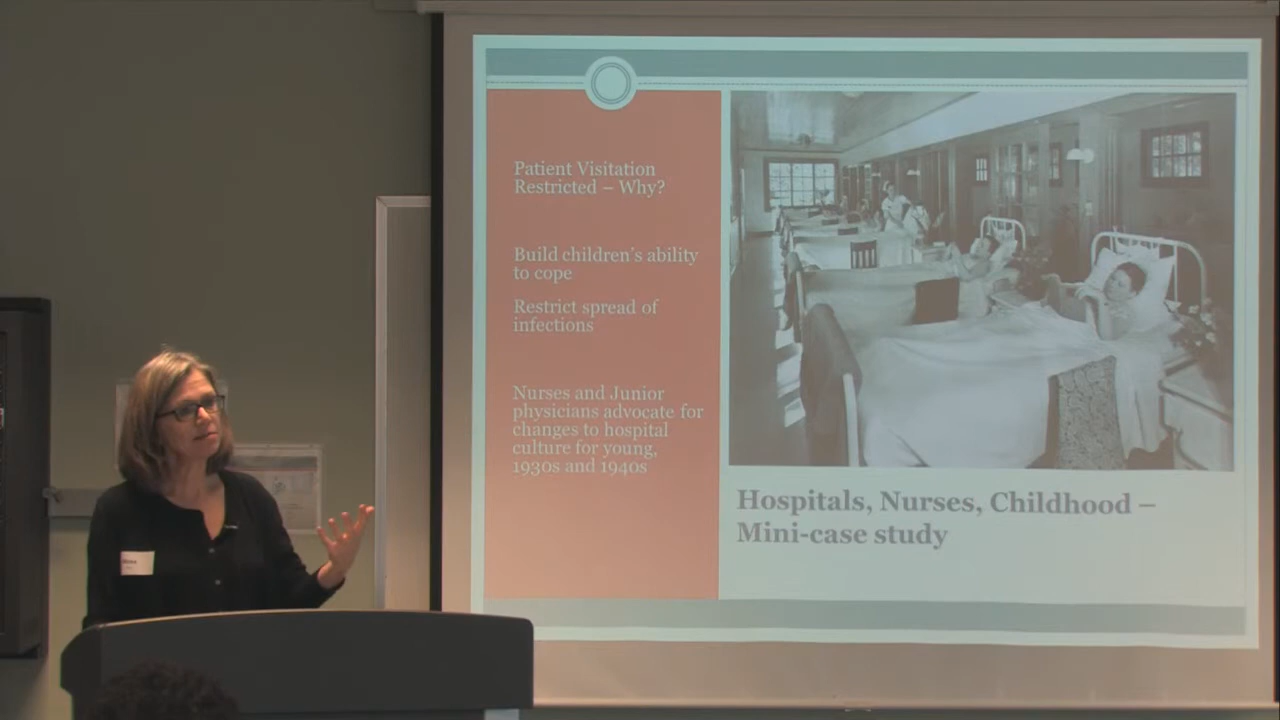 Patient Visitation
Restricted – Why?
Build children's ability
to cope
Restrict spread of
infections
Nurses and Junior
physicians advocate for
changes to hospital
culture for young,
1930s and 1940s
Hospitals, Nurses, Childhood –
Mini-case study